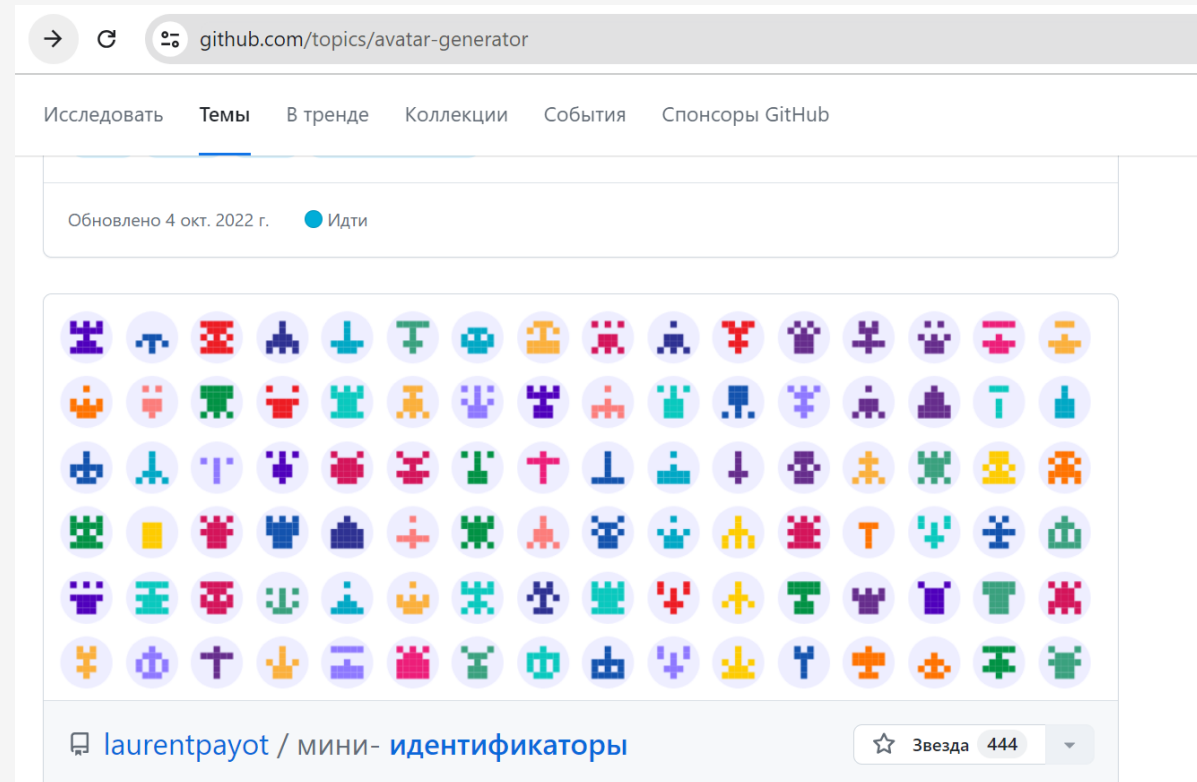 github.com/topics/avatar-generator
Исследовать Темы В тренде Коллекции События Спонсоры GitHub
Обновлено 4 окт. 2022 г. Идти
laurentpayot / мини- идентификаторы Звезда 444